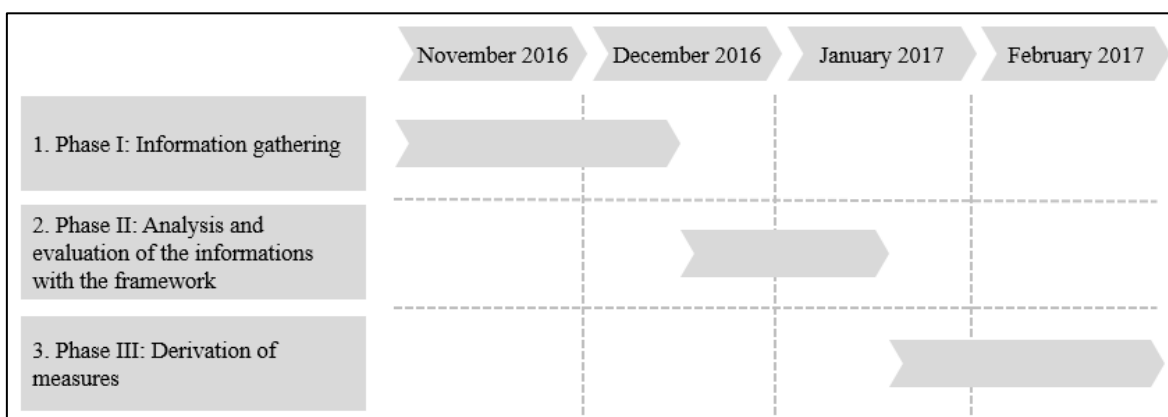 November 2016
December 2016
January 2017
February 2017
1. Phase I: Information gathering
2. Phase II: Analysis and
evaluation of the informations
with the framework
3. Phase III: Derivation of
measures